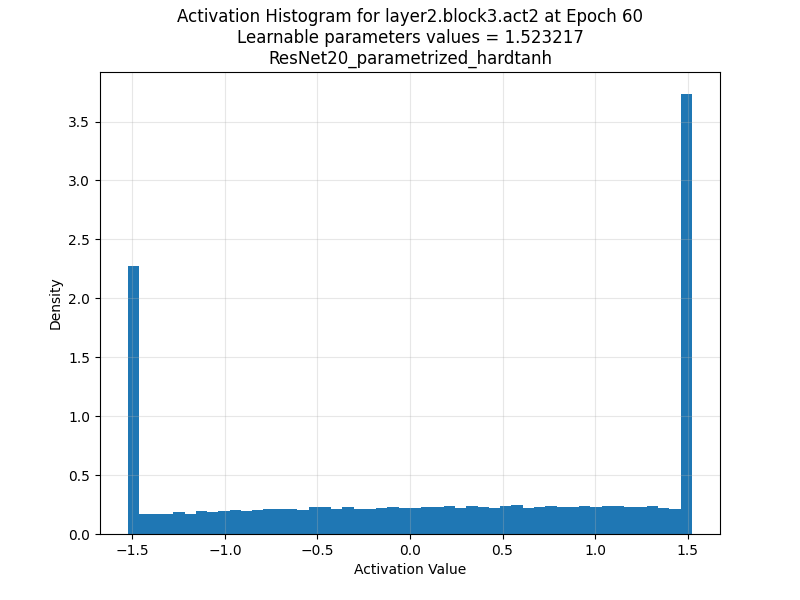 Activation Histogram for layer2.block3.act2 at Epoch 60
Learnable parameters values = 1.523217
ResNet20_parametrized_hardtanh
Density
3.5
3.0
2.5
2.0
1.5
1.0
0.5
0.0
−1.5 −1.0 −0.5 0.0 0.5 1.0 1.5
Activation Value